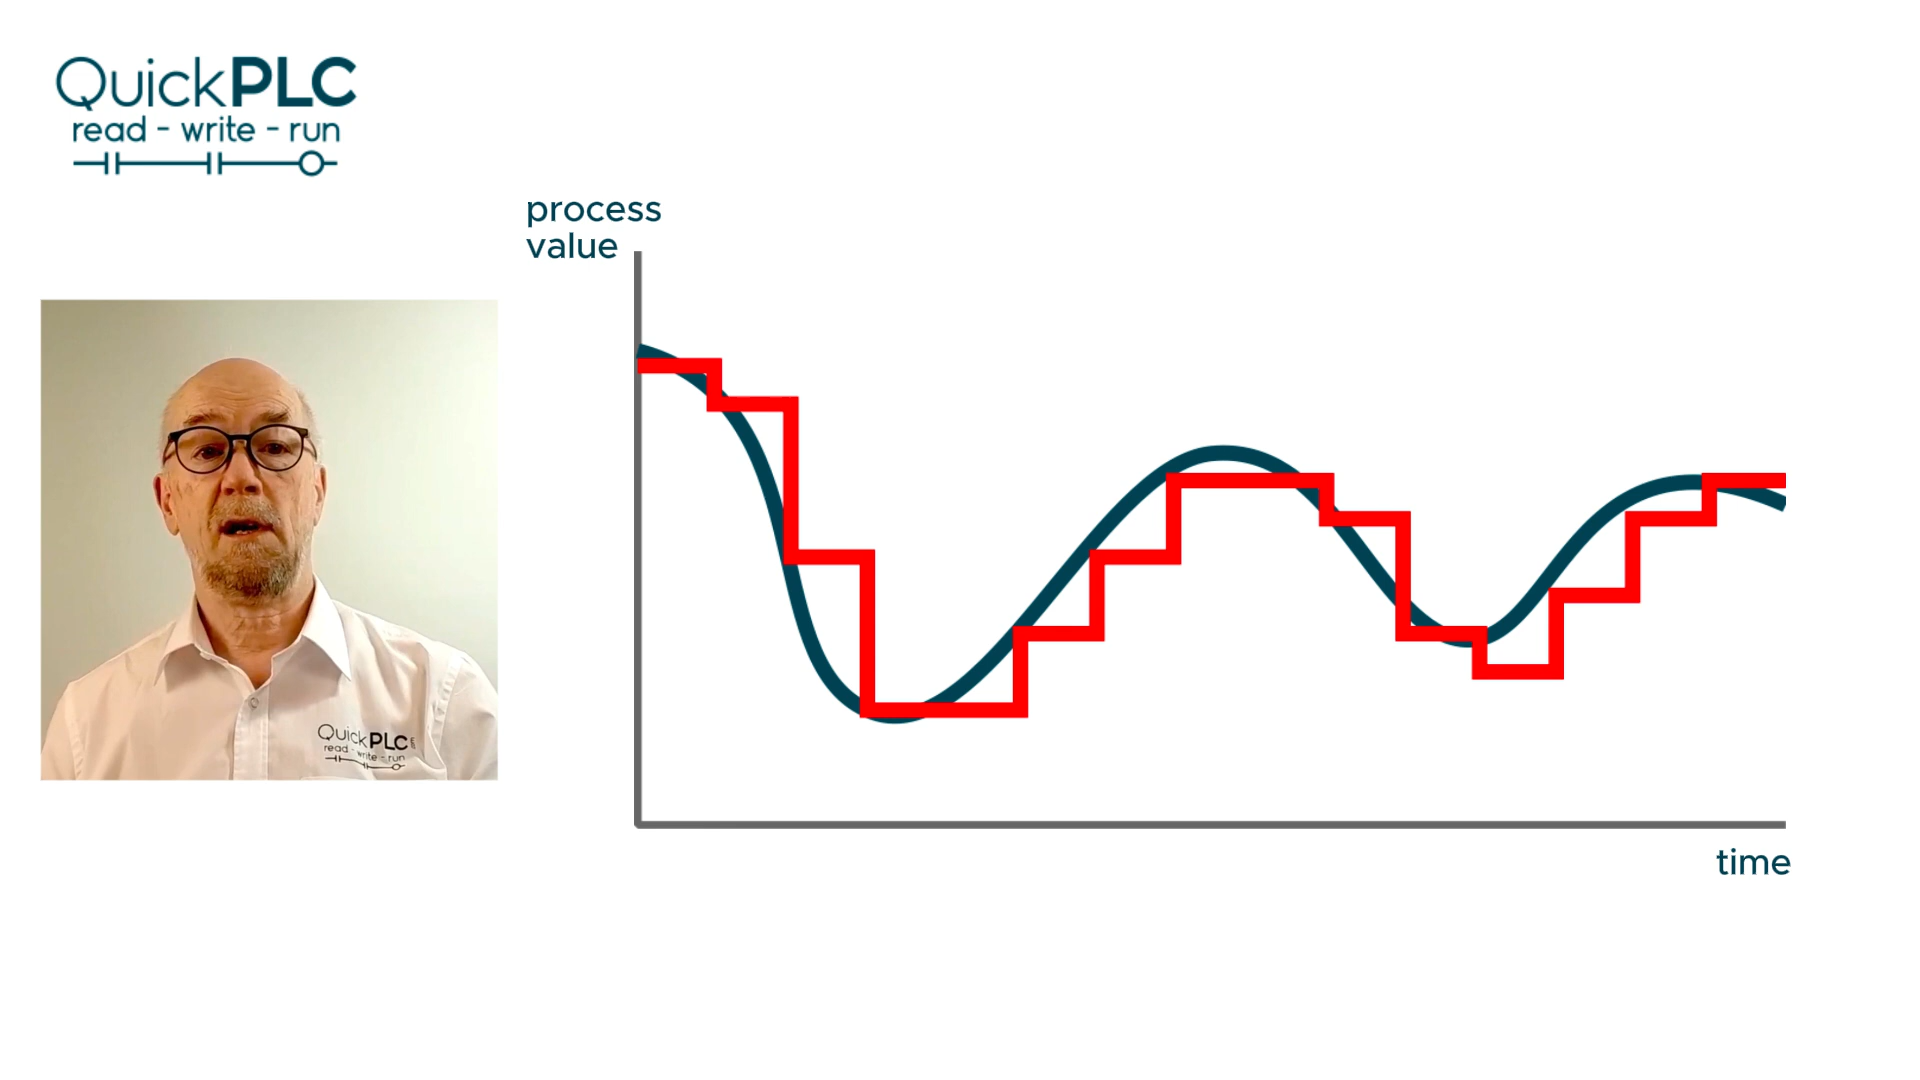 QuickPLC
read - write - run
process
value
QuickPLC
read - write - run
time